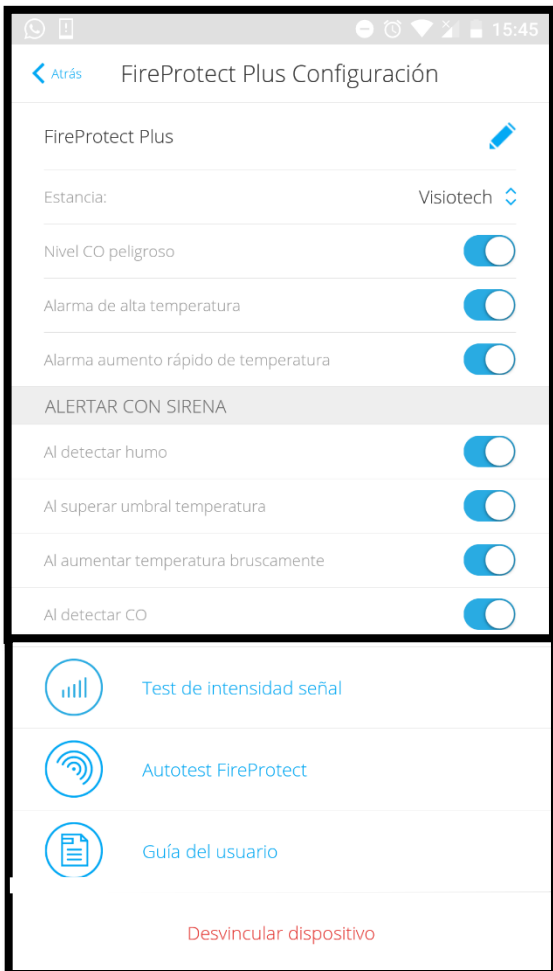 15:45
Atrás FireProtect Plus Configuración
FireProtect Plus
Estancia: Visiotech
Nivel CO peligroso
Alarma de alta temperatura
Alarma aumento rápido de temperatura
ALERTAR CON SIRENA
Al detectar humo
Al superar umbral temperatura
Al aumentar temperatura bruscamente
Al detectar CO
Test de intensidad señal
Autotest FireProtect
Guía del usuario
Desvincular dispositivo